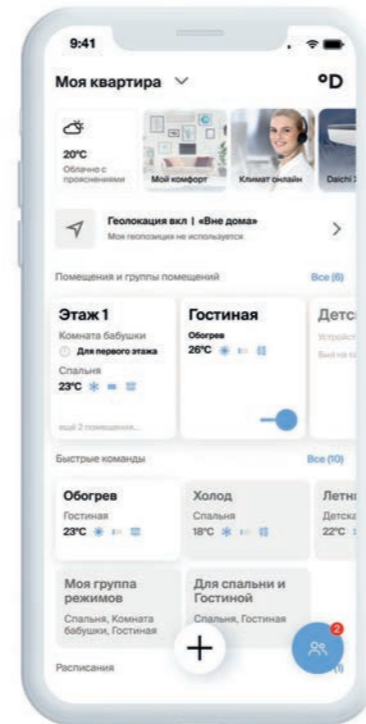 9:41
Моя квартира
°D
20°C
Облачно с
прояснениями
Мой комфорт
Климат онлайн
Daichi
Геолокация вкл | «Вне дома»
Моя геопозиция не используется
Помещения и группы помещений
Все (6)
Этаж 1
Комната бабушки
Для первого этажа
Спальня
23°C
ещё 2 помещения...
Гостиная
Обогрев
26°C
Детс
Устройст
Быстрые команды
Все (10)
Обогрев
Гостиная
23°C
Холод
Спальня
18°C
Летн
Детска
22°C
Моя группа
режимов
Спальня, Комната
бабушки, Гостиная
Для спальни и
Гостиной
Спальня, Гостиная
+
2
Расписания